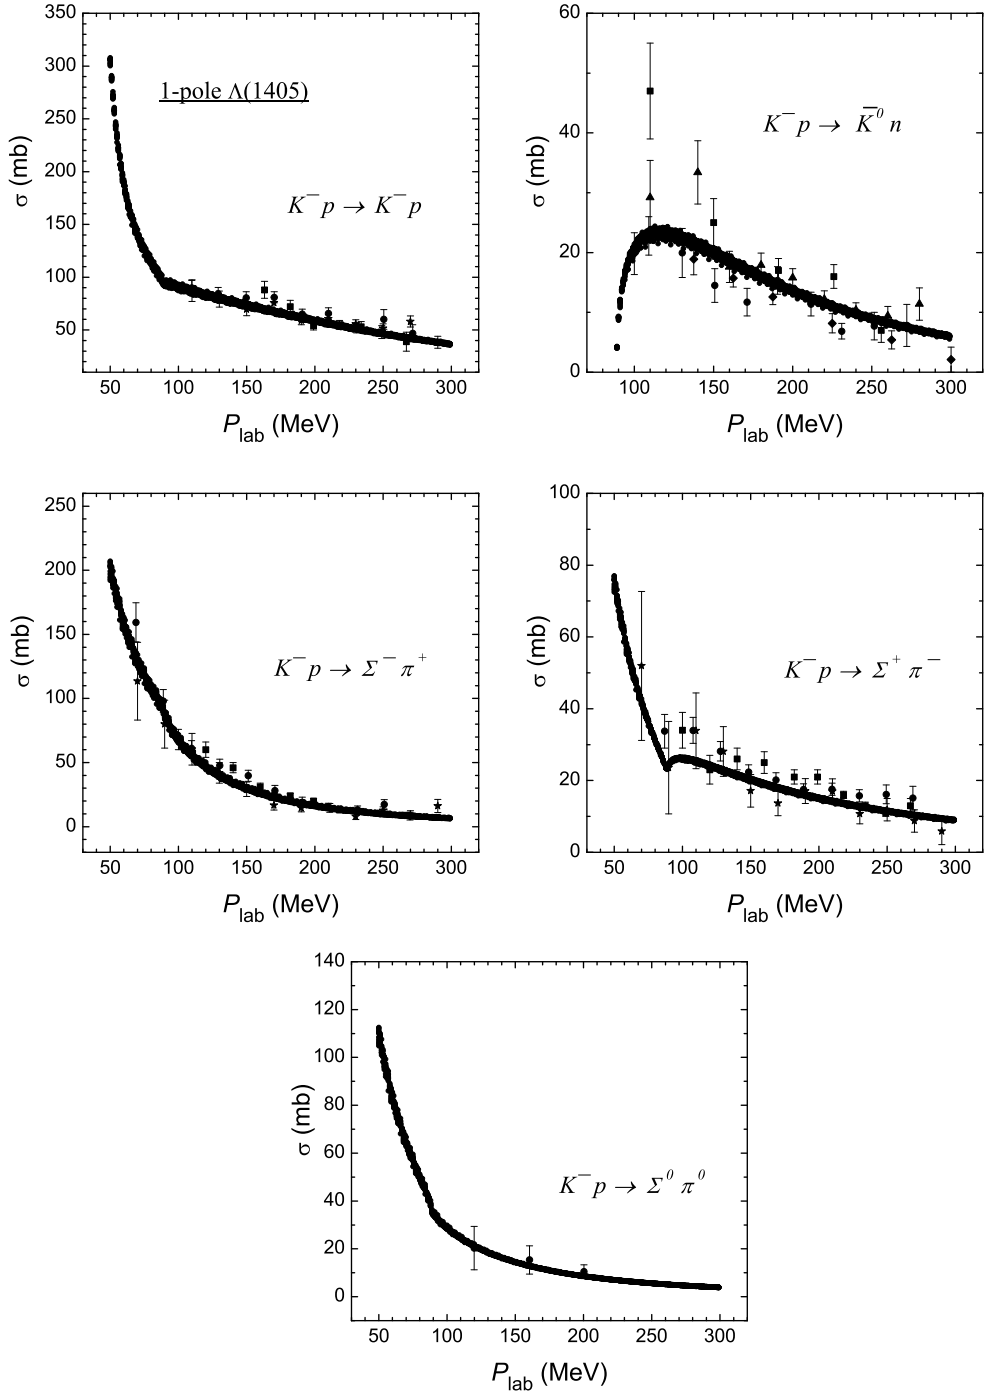 350
300
250
200
150
100
50
σ (mb)
1-pole Λ(1405)
K⁻ p → K⁻ p
50 100 150 200 250 300
P_lab (MeV)
60
40
20
0
σ (mb)
K⁻ p → K̅⁰ n
100 150 200 250 300
P_lab (MeV)
250
200
150
100
50
0
σ (mb)
K⁻ p → Σ⁻ π⁺
50 100 150 200 250 300
P_lab (MeV)
100
80
60
40
20
0
σ (mb)
K⁻ p → Σ⁺ π⁻
50 100 150 200 250 300
P_lab (MeV)
140
120
100
80
60
40
20
0
σ (mb)
K⁻ p → Σ⁰ π⁰
50 100 150 200 250 300
P_lab (MeV)